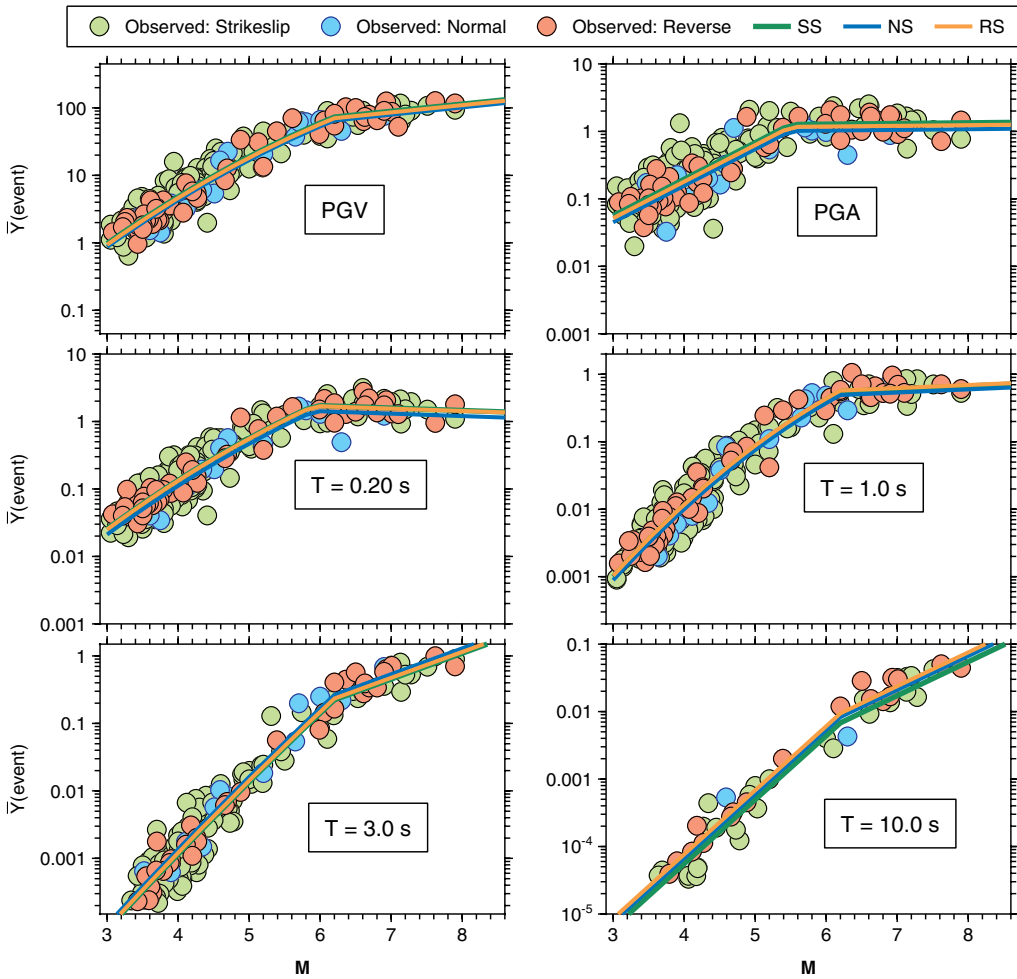 Observed: Strikeslip Observed: Normal Observed: Reverse SS NS RS
100
10
1
0.1
Ȳ(event)
PGV
10
1
0.1
0.01
0.001
PGA
10
1
0.1
0.01
0.001
Ȳ(event)
T = 0.20 s
1
0.1
0.01
0.001
T = 1.0 s
1
0.1
0.01
0.001
Ȳ(event)
T = 3.0 s
3 4 5 6 7 8
M
0.1
0.01
0.001
10⁻⁴
10⁻⁵
T = 10.0 s
3 4 5 6 7 8
M